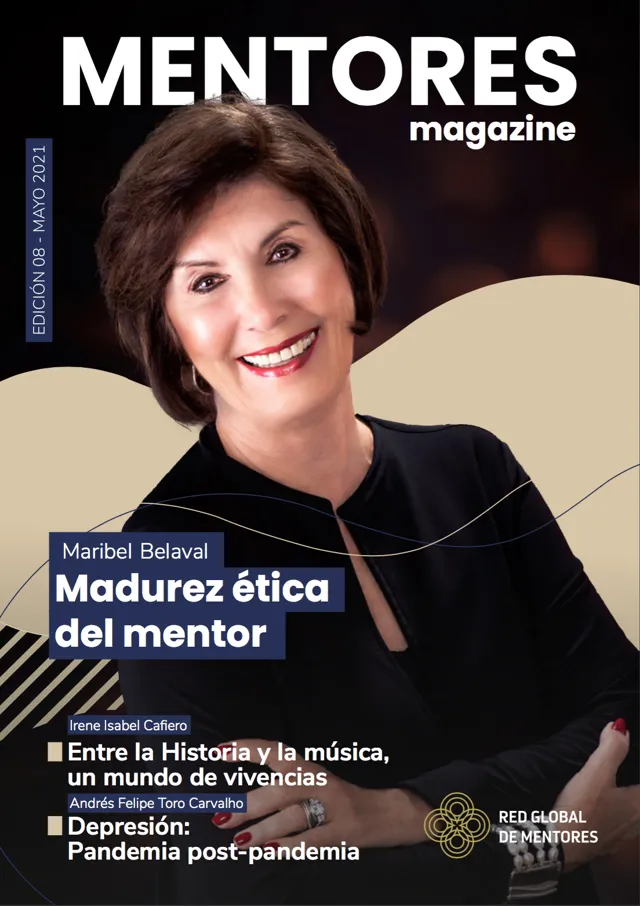 MENTORES
magazine
EDICIÓN 08 - MAYO 2021
Maribel Belaval
Madurez ética
del mentor
Irene Isabel Cafiero
Entre la Historia y la música,
un mundo de vivencias
Andrés Felipe Toro Carvalho
Depresión:
Pandemia post-pandemia
RED GLOBAL
DE MENTORES